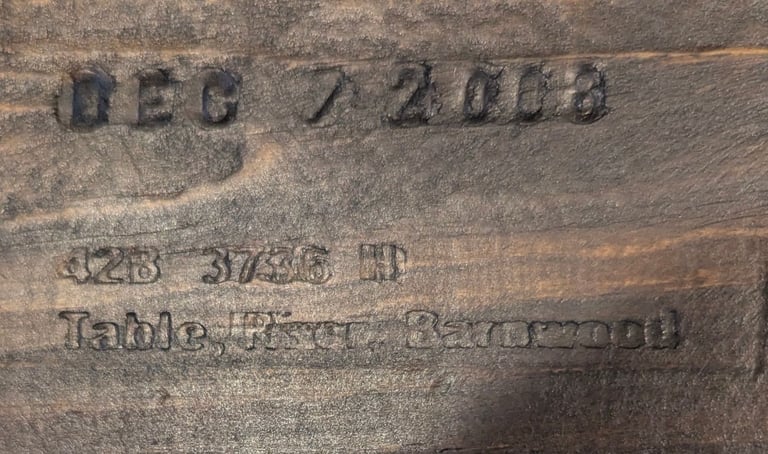 DEC 7 2008
42B 3736 H
Table, Barnwood